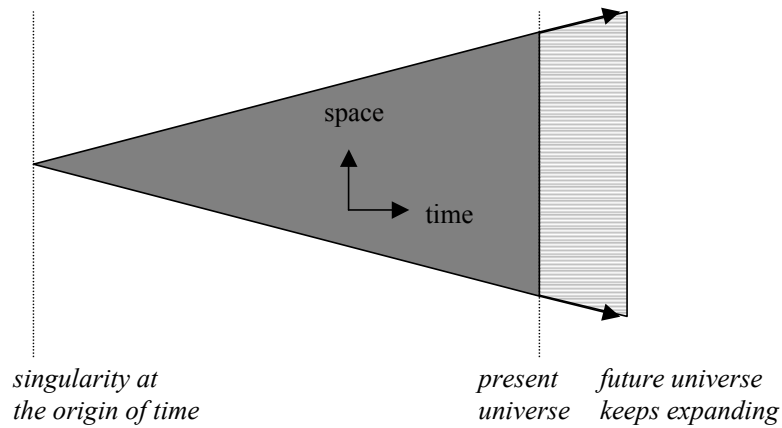 space
time
singularity at
the origin of time
present
universe
future universe
keeps expanding